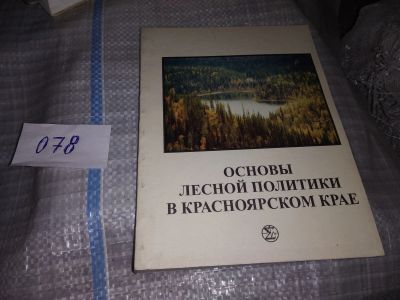 078
ОСНОВЫ
ЛЕСНОЙ ПОЛИТИКИ
В КРАСНОЯРСКОМ КРАЕ